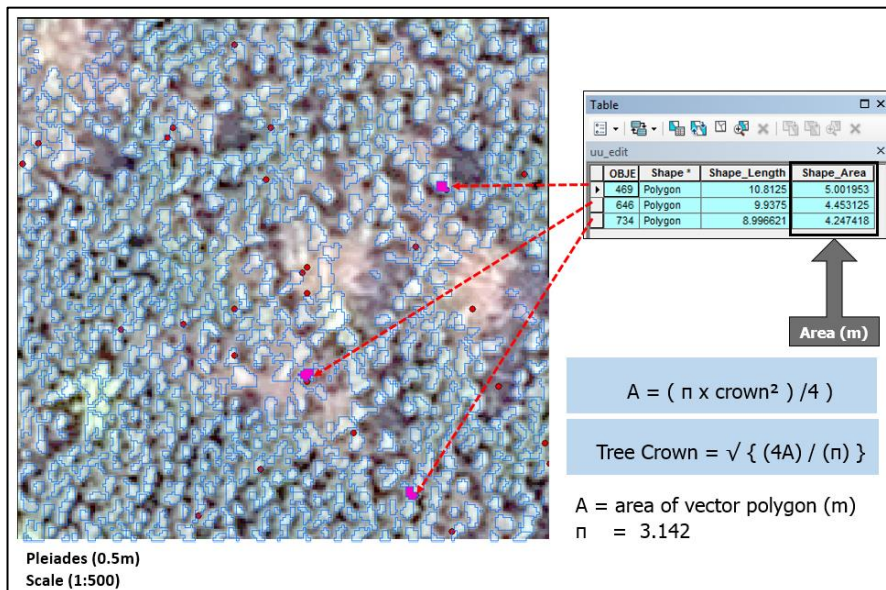 Table
uu_edit
OBJE Shape * Shape_Length Shape_Area
469 Polygon 10.8125 5.001953
646 Polygon 9.9375 4.453125
734 Polygon 8.996621 4.247418
Area (m)
A = ( π x crown² ) /4 )
Tree Crown = √ { (4A) / (π) }
A = area of vector polygon (m)
π = 3.142
Pleiades (0.5m)
Scale (1:500)